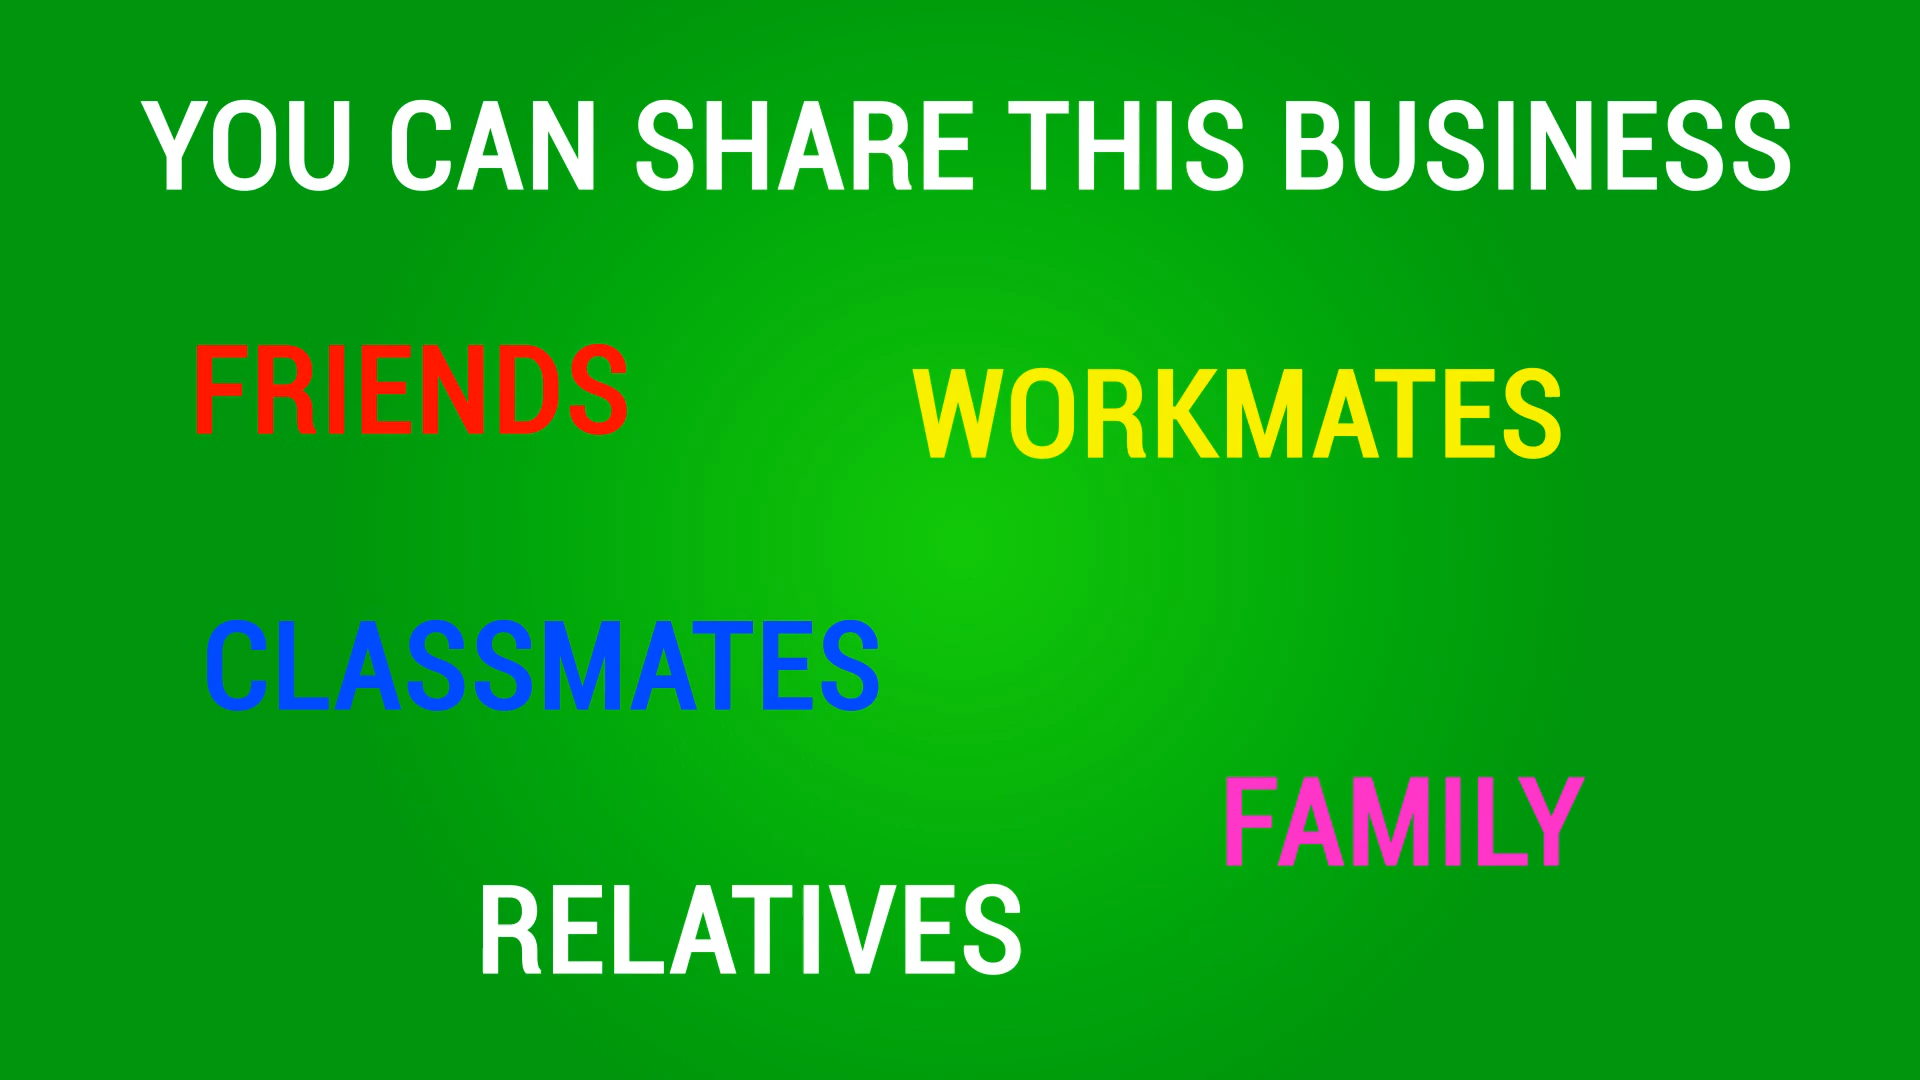 YOU CAN SHARE THIS BUSINESS
FRIENDS
WORKMATES
CLASSMATES
FAMILY
RELATIVES